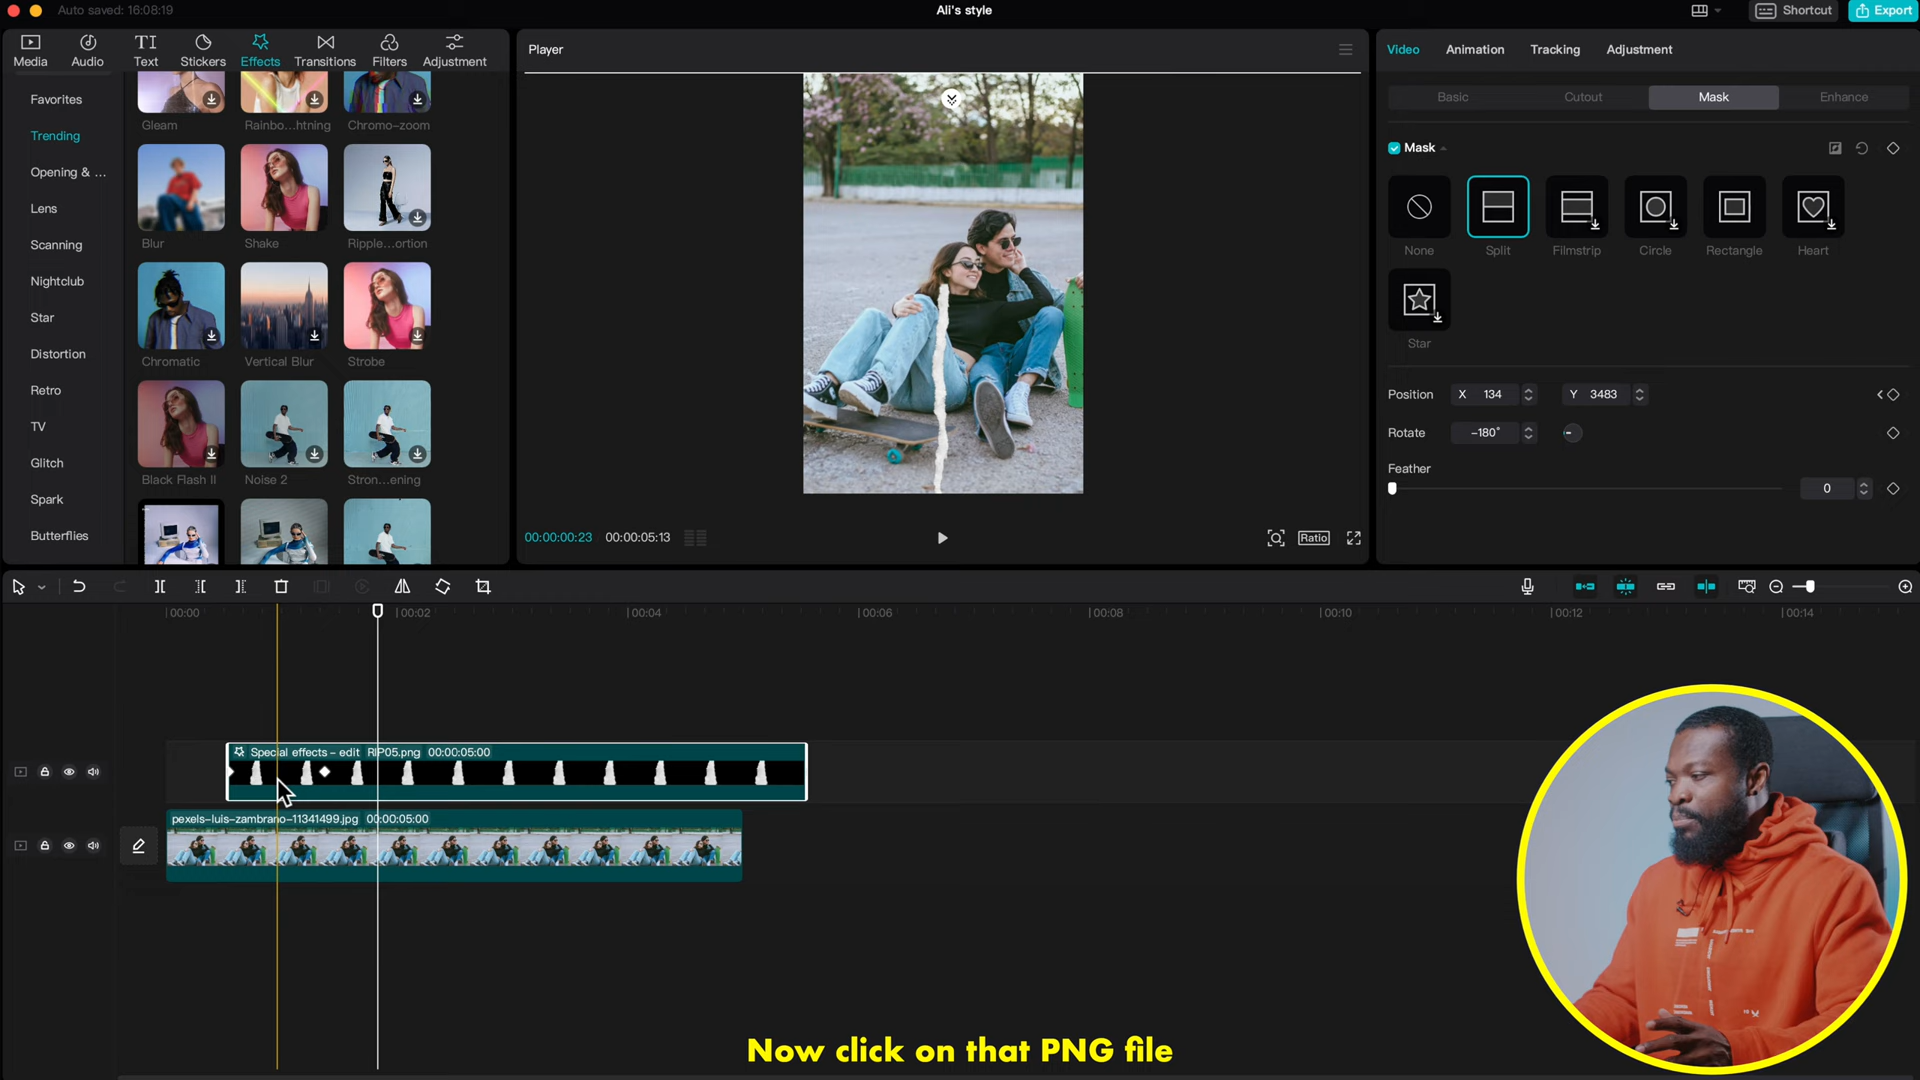 Auto saved: 16:08:19
Ali's style
Shortcut
Export
Media
Audio
Text
Stickers
Effects
Transitions
Filters
Adjustment
Favorites
Trending
Opening & ...
Lens
Scanning
Nightclub
Star
Distortion
Retro
TV
Glitch
Spark
Butterflies
Gleam
Rainbo...htning
Chromo-zoom
Blur
Shake
Ripple...ortion
Chromatic
Vertical Blur
Strobe
Black Flash II
Noise 2
Stron...ening
Player
00:00:00:23
00:00:05:13
Ratio
Video
Animation
Tracking
Adjustment
Basic
Cutout
Mask
Enhance
Mask
None
Split
Filmstrip
Circle
Rectangle
Heart
Star
Position X 134 Y 3483
Rotate -180°
Feather
0
00:00
00:02
00:04
00:06
00:08
00:10
00:12
00:14
Special effects – edit RIP05.png 00:00:05:00
pexels-luis-zambrano-11341499.jpg 00:00:05:00
Now click on that PNG file